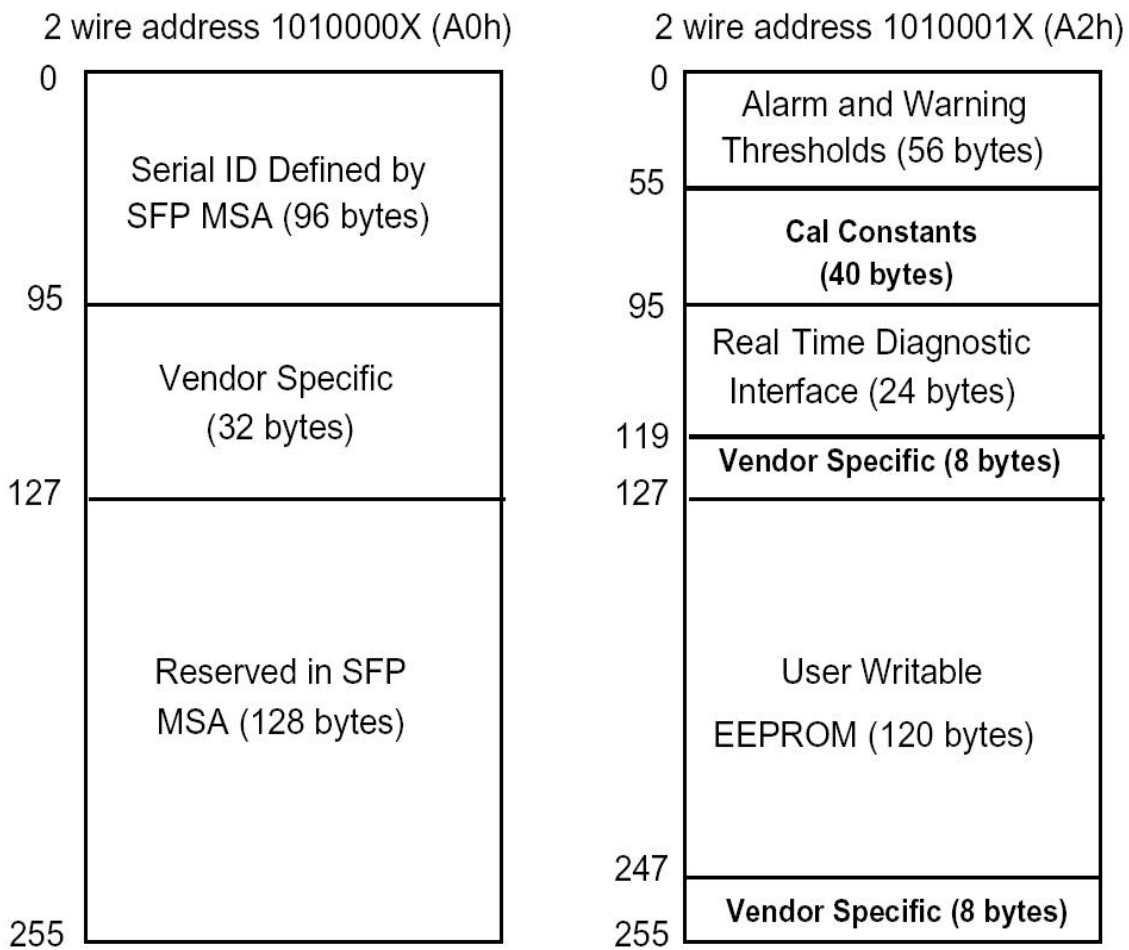 2 wire address 1010000X (A0h)
0
Serial ID Defined by
SFP MSA (96 bytes)
95
Vendor Specific
(32 bytes)
127
Reserved in SFP
MSA (128 bytes)
255
2 wire address 1010001X (A2h)
0
Alarm and Warning
Thresholds (56 bytes)
55
Cal Constants
(40 bytes)
95
Real Time Diagnostic
Interface (24 bytes)
119
Vendor Specific (8 bytes)
127
User Writable
EEPROM (120 bytes)
247
Vendor Specific (8 bytes)
255